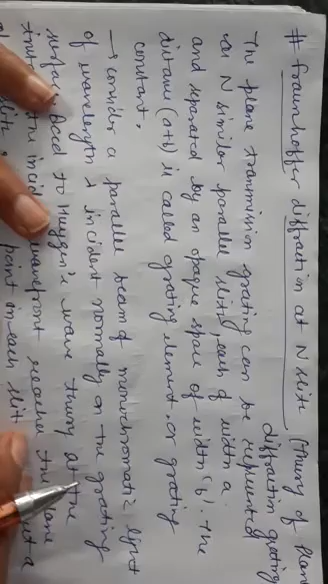 # Fraunhoffer diffraction at N slits (Theory of Plane
diffraction grating
The plane transmission grating can be represented
as N similar parallel slits, each of width a
and separated by an opaque space of width 'b'. The
distance (a+b) is called grating element or grating
constant.
→ consider a parallel beam of monochromatic light
of wavelength λ incident normally on the grating
surface. Aced to Huygen's wave theory at the
the incid wavefront reaches the plane
point in each slit